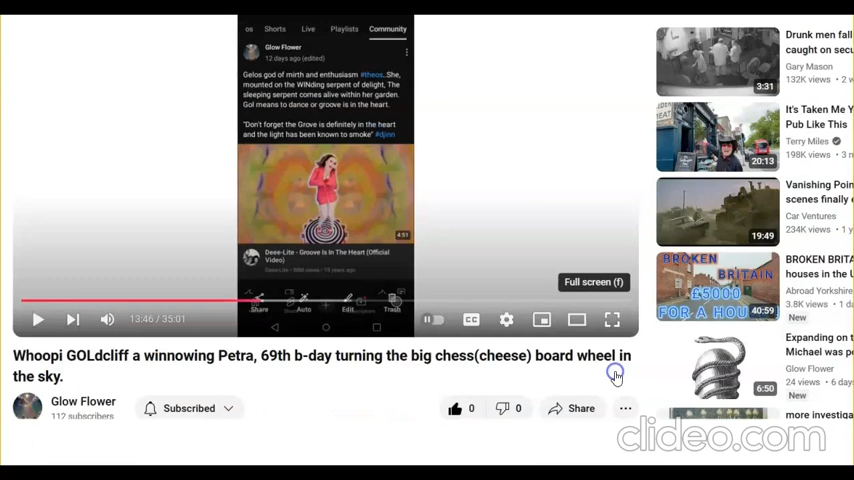 os Shorts Live Playlists Community
Glow Flower
12 days ago (edited)
Gelos god of mirth and enthusiasm #theos..She,
mounted on the WINding serpent of delight, The
sleeping serpent comes alive within her garden.
Gol means to dance or groove is in the heart.
"Don't forget the Grove is definitely in the heart
and the light has been known to smoke" #djinn
4:51
Deee-Lite - Groove Is In The Heart (Official
Video)
Share Auto Edit Trash
Full screen (f)
13:46 / 35:01
CC
Whoopi GOLdcliff a winnowing Petra, 69th b-day turning the big chess(cheese) board wheel in
the sky.
Glow Flower
112 subscribers
Subscribed
0 0 Share
Drunk men fall
caught on secu
Gary Mason
132K views
3:31
It's Taken Me Y
Pub Like This
Terry Miles
198K views
20:13
Vanishing Poin
scenes finally e
Car Ventures
234K views
19:49
BROKEN
BRITAIN
£5000
FOR A HOU
40:59
BROKEN BRITA
houses in the U
Abroad Yorkshire
3.8K views
New
Expanding on t
Michael was p
Glow Flower
24 views
New
6:50
more investiga
clideo.com